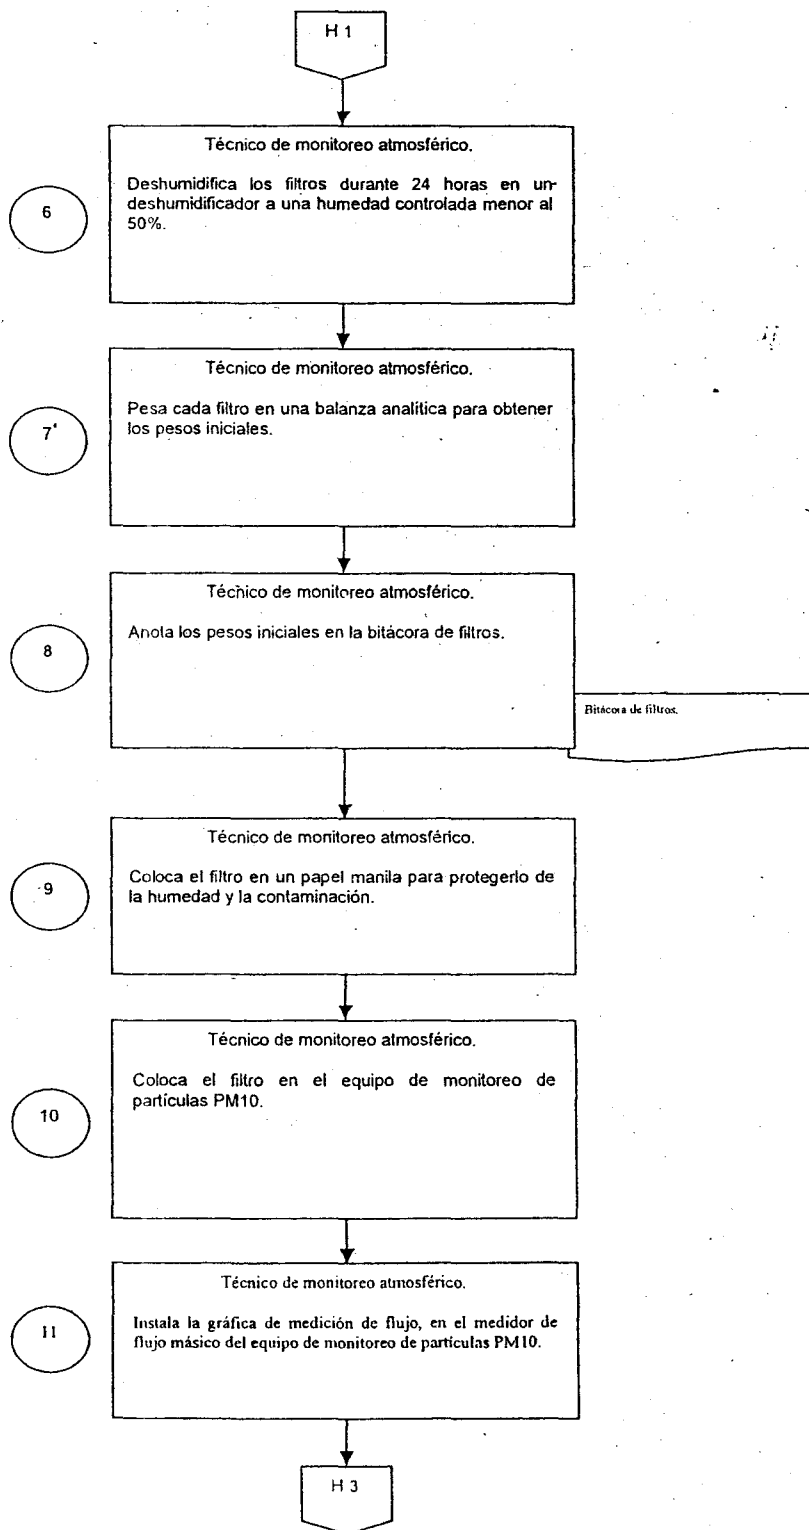 H 1
Técnico de monitoreo atmosférico.
6
Deshumidifica los filtros durante 24 horas en un
deshumidificador a una humedad controlada menor al
50%.
Técnico de monitoreo atmosférico.
7
Pesa cada filtro en una balanza analítica para obtener
los pesos iniciales.
Técnico de monitoreo atmosférico.
8
Anota los pesos iniciales en la bitácora de filtros.
Bitácora de filtros.
Técnico de monitoreo atmosférico.
9
Coloca el filtro en un papel manila para protegerlo de
la humedad y la contaminación.
Técnico de monitoreo atmosférico.
10
Coloca el filtro en el equipo de monitoreo de
partículas PM10.
Técnico de monitoreo atmosférico.
11
Instala la gráfica de medición de flujo, en el medidor de
flujo másico del equipo de monitoreo de partículas PM10.
H 3